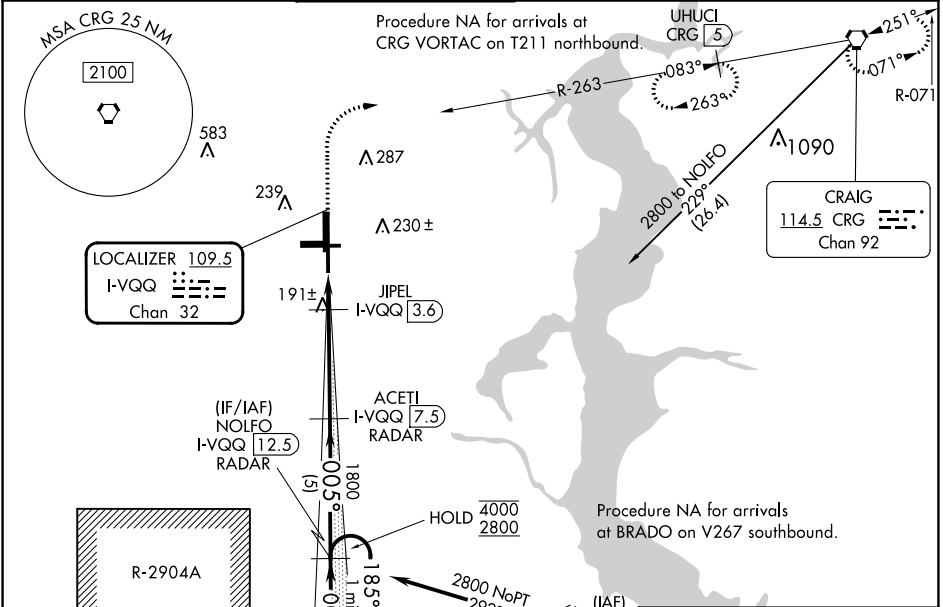 MSA CRG 25 NM
2100
583
Procedure NA for arrivals at
CRG VORTAC on T211 northbound.
UHUCI
CRG 5
251°
071°
R-071
083°
263°
R-263
1090
2800 to NOLFO
229°
(26.4)
CRAIG
114.5 CRG
Chan 92
287
239
230 ±
LOCALIZER 109.5
I-VQQ
Chan 32
191±
JIPEL
I-VQQ 3.6
ACETI
I-VQQ 7.5
RADAR
(IF/IAF)
NOLFO
I-VQQ 12.5
RADAR
1800
005°
(5)
HOLD 4000
2800
Procedure NA for arrivals
at BRADO on V267 southbound.
R-2904A
185°
2800 NoPT
(IAF)